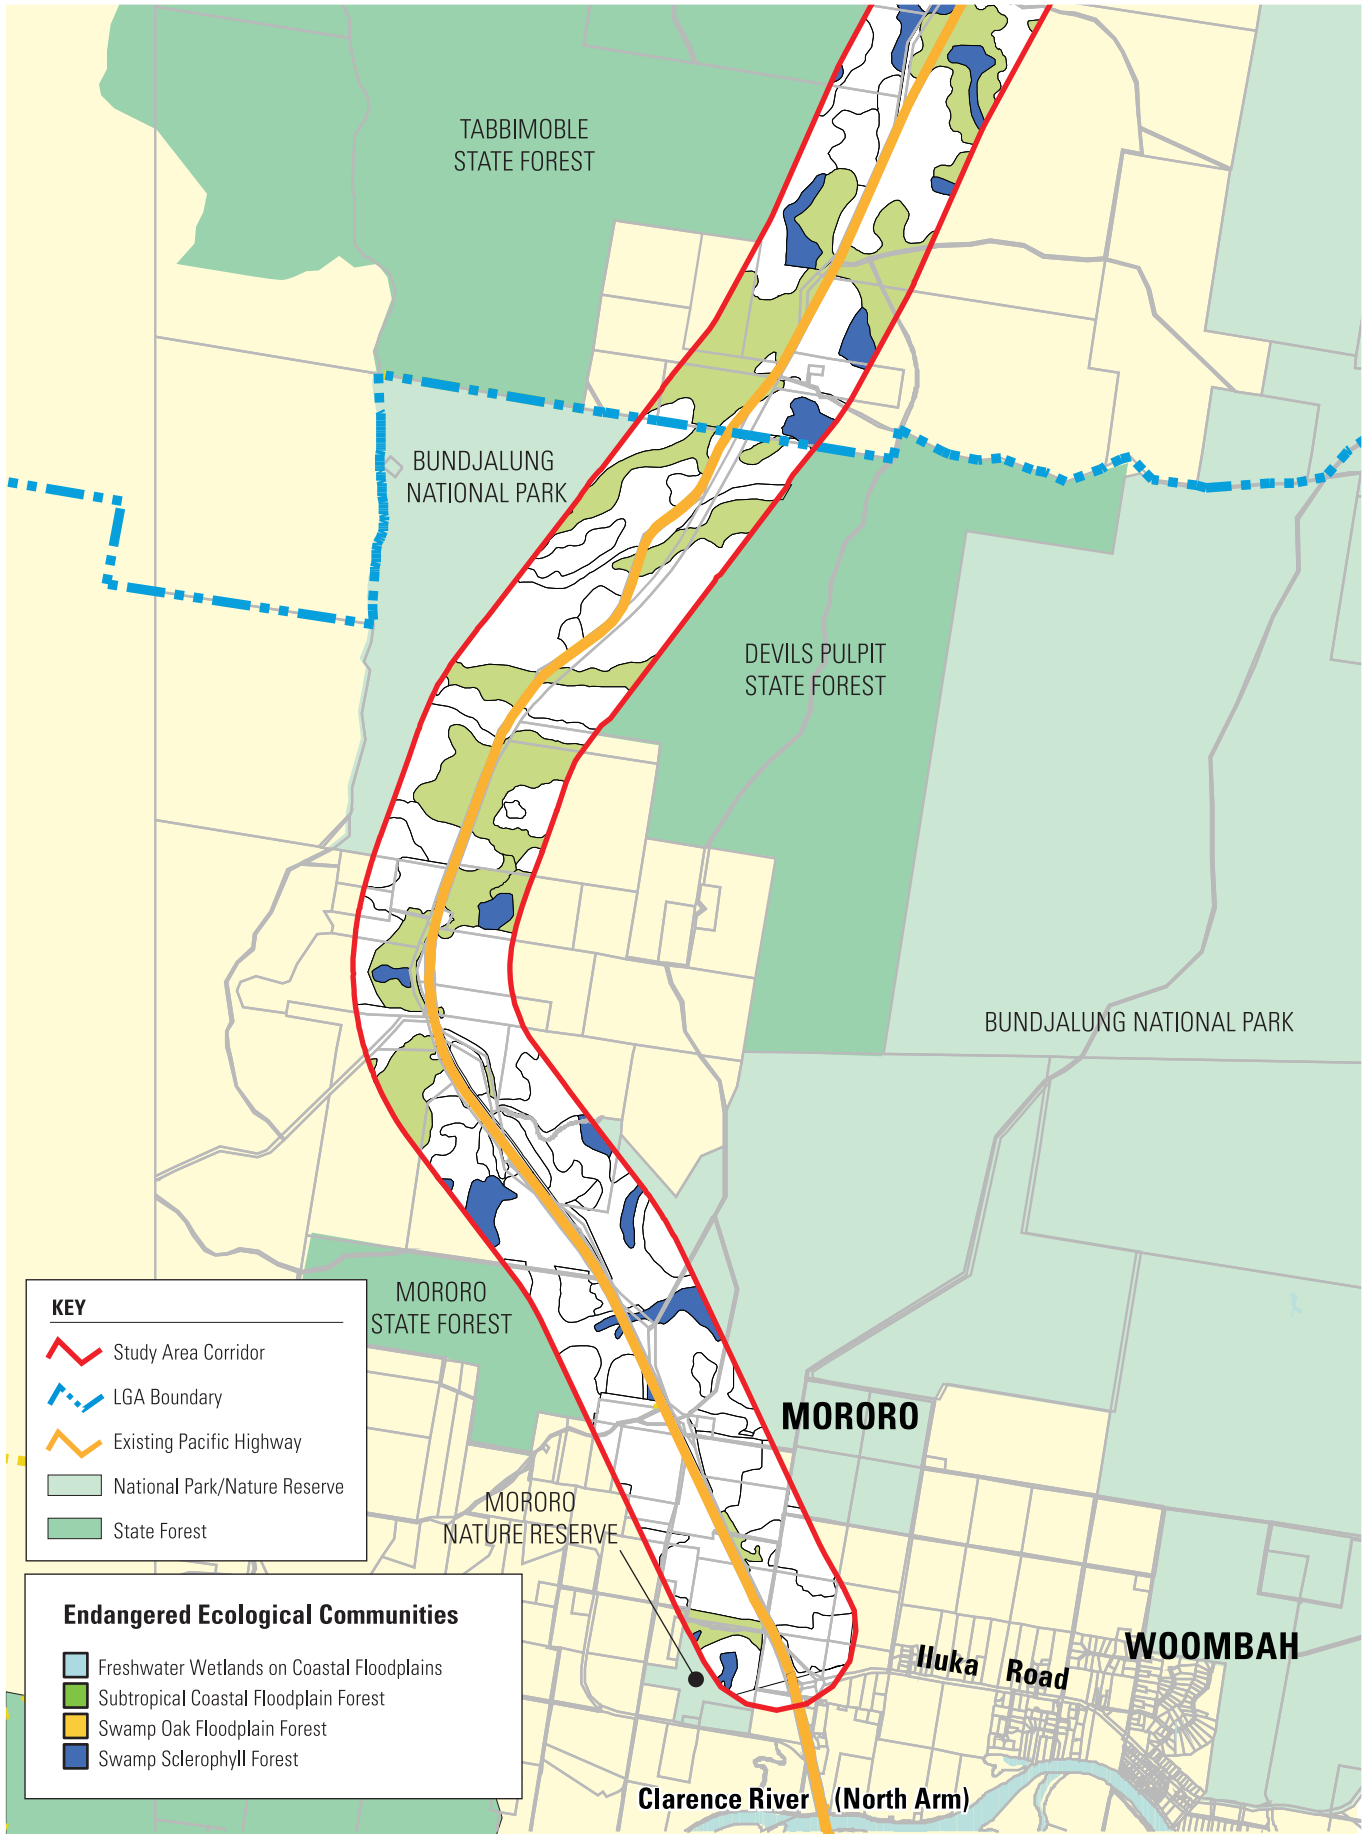 TABBIMOBLE
STATE FOREST
BUNDJALUNG
NATIONAL PARK
DEVILS PULPIT
STATE FOREST
BUNDJALUNG NATIONAL PARK
MORORO
STATE FOREST
MORORO
MORORO
NATURE RESERVE
WOOMBAH
Iluka Road
Clarence River (North Arm)
KEY
Study Area Corridor
LGA Boundary
Existing Pacific Highway
National Park/Nature Reserve
State Forest
Endangered Ecological Communities
Freshwater Wetlands on Coastal Floodplains
Subtropical Coastal Floodplain Forest
Swamp Oak Floodplain Forest
Swamp Sclerophyll Forest